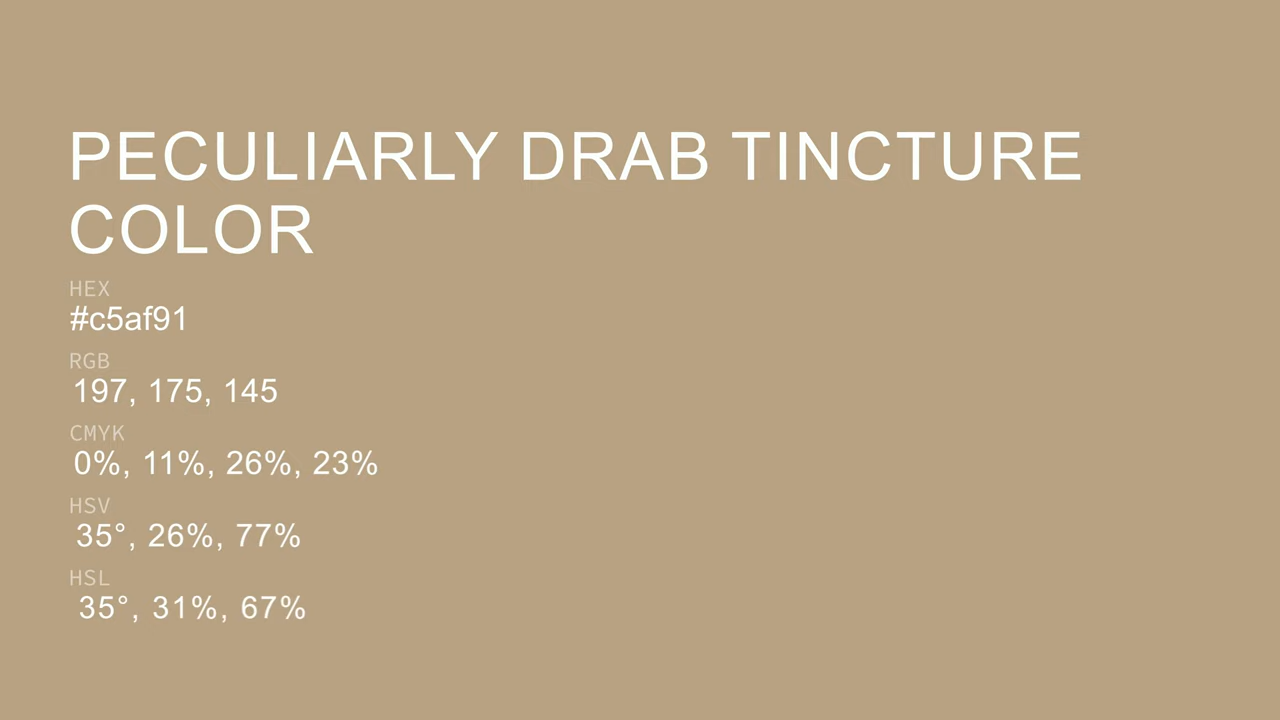 PECULIARLY DRAB TINCTURE
COLOR
HEX
#c5af91
RGB
197, 175, 145
CMYK
0%, 11%, 26%, 23%
HSV
35°, 26%, 77%
HSL
35°, 31%, 67%